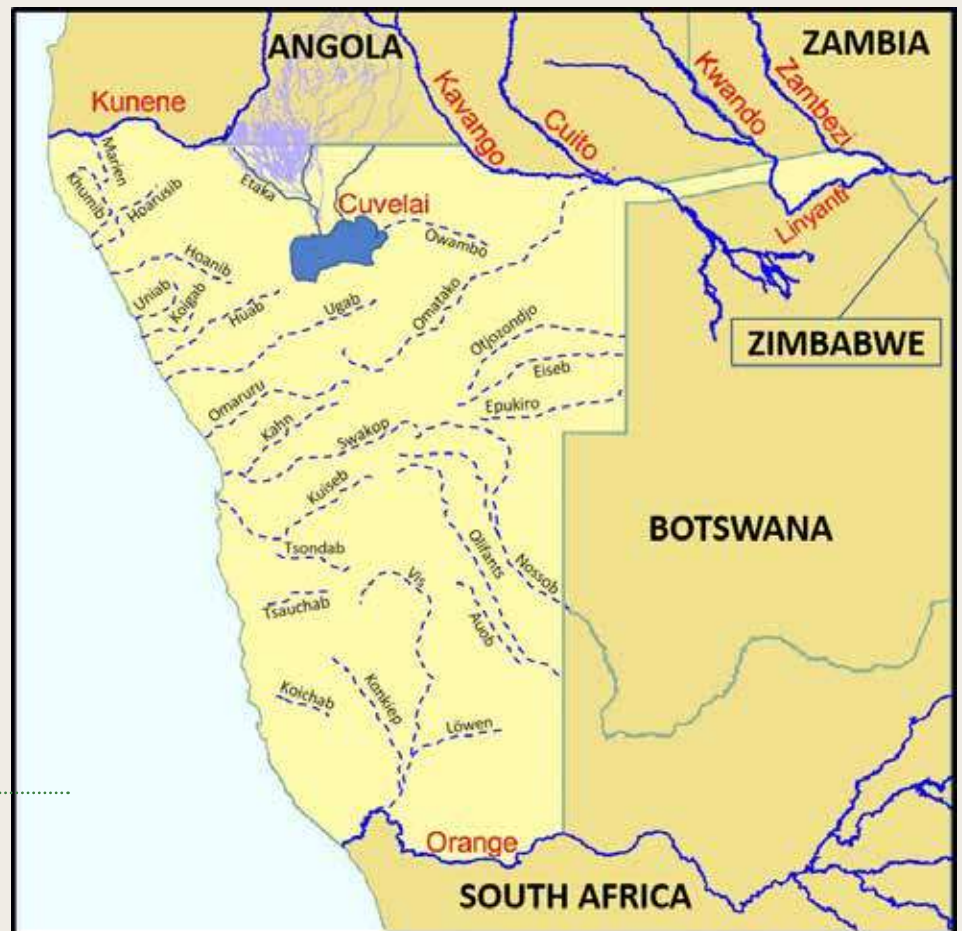 ANGOLA
ZAMBIA
Kunene
Kavango
Cuito
Kwando
Zambezi
Marien
Khumib
Hoarusib
Etaka
Cuvelai
Linyanti
Owambo
Hoanib
Uniab
Koigab
Huab
Ugab
Omatako
Otjozondjo
ZIMBABWE
Eiseb
Omaruru
Epukiro
Kahn
Swakop
Kuiseb
BOTSWANA
Tsondab
Olifants
Nossob
Vis
Tsauchab
Auob
Koichab
Konkiep
Löwen
Orange
SOUTH AFRICA